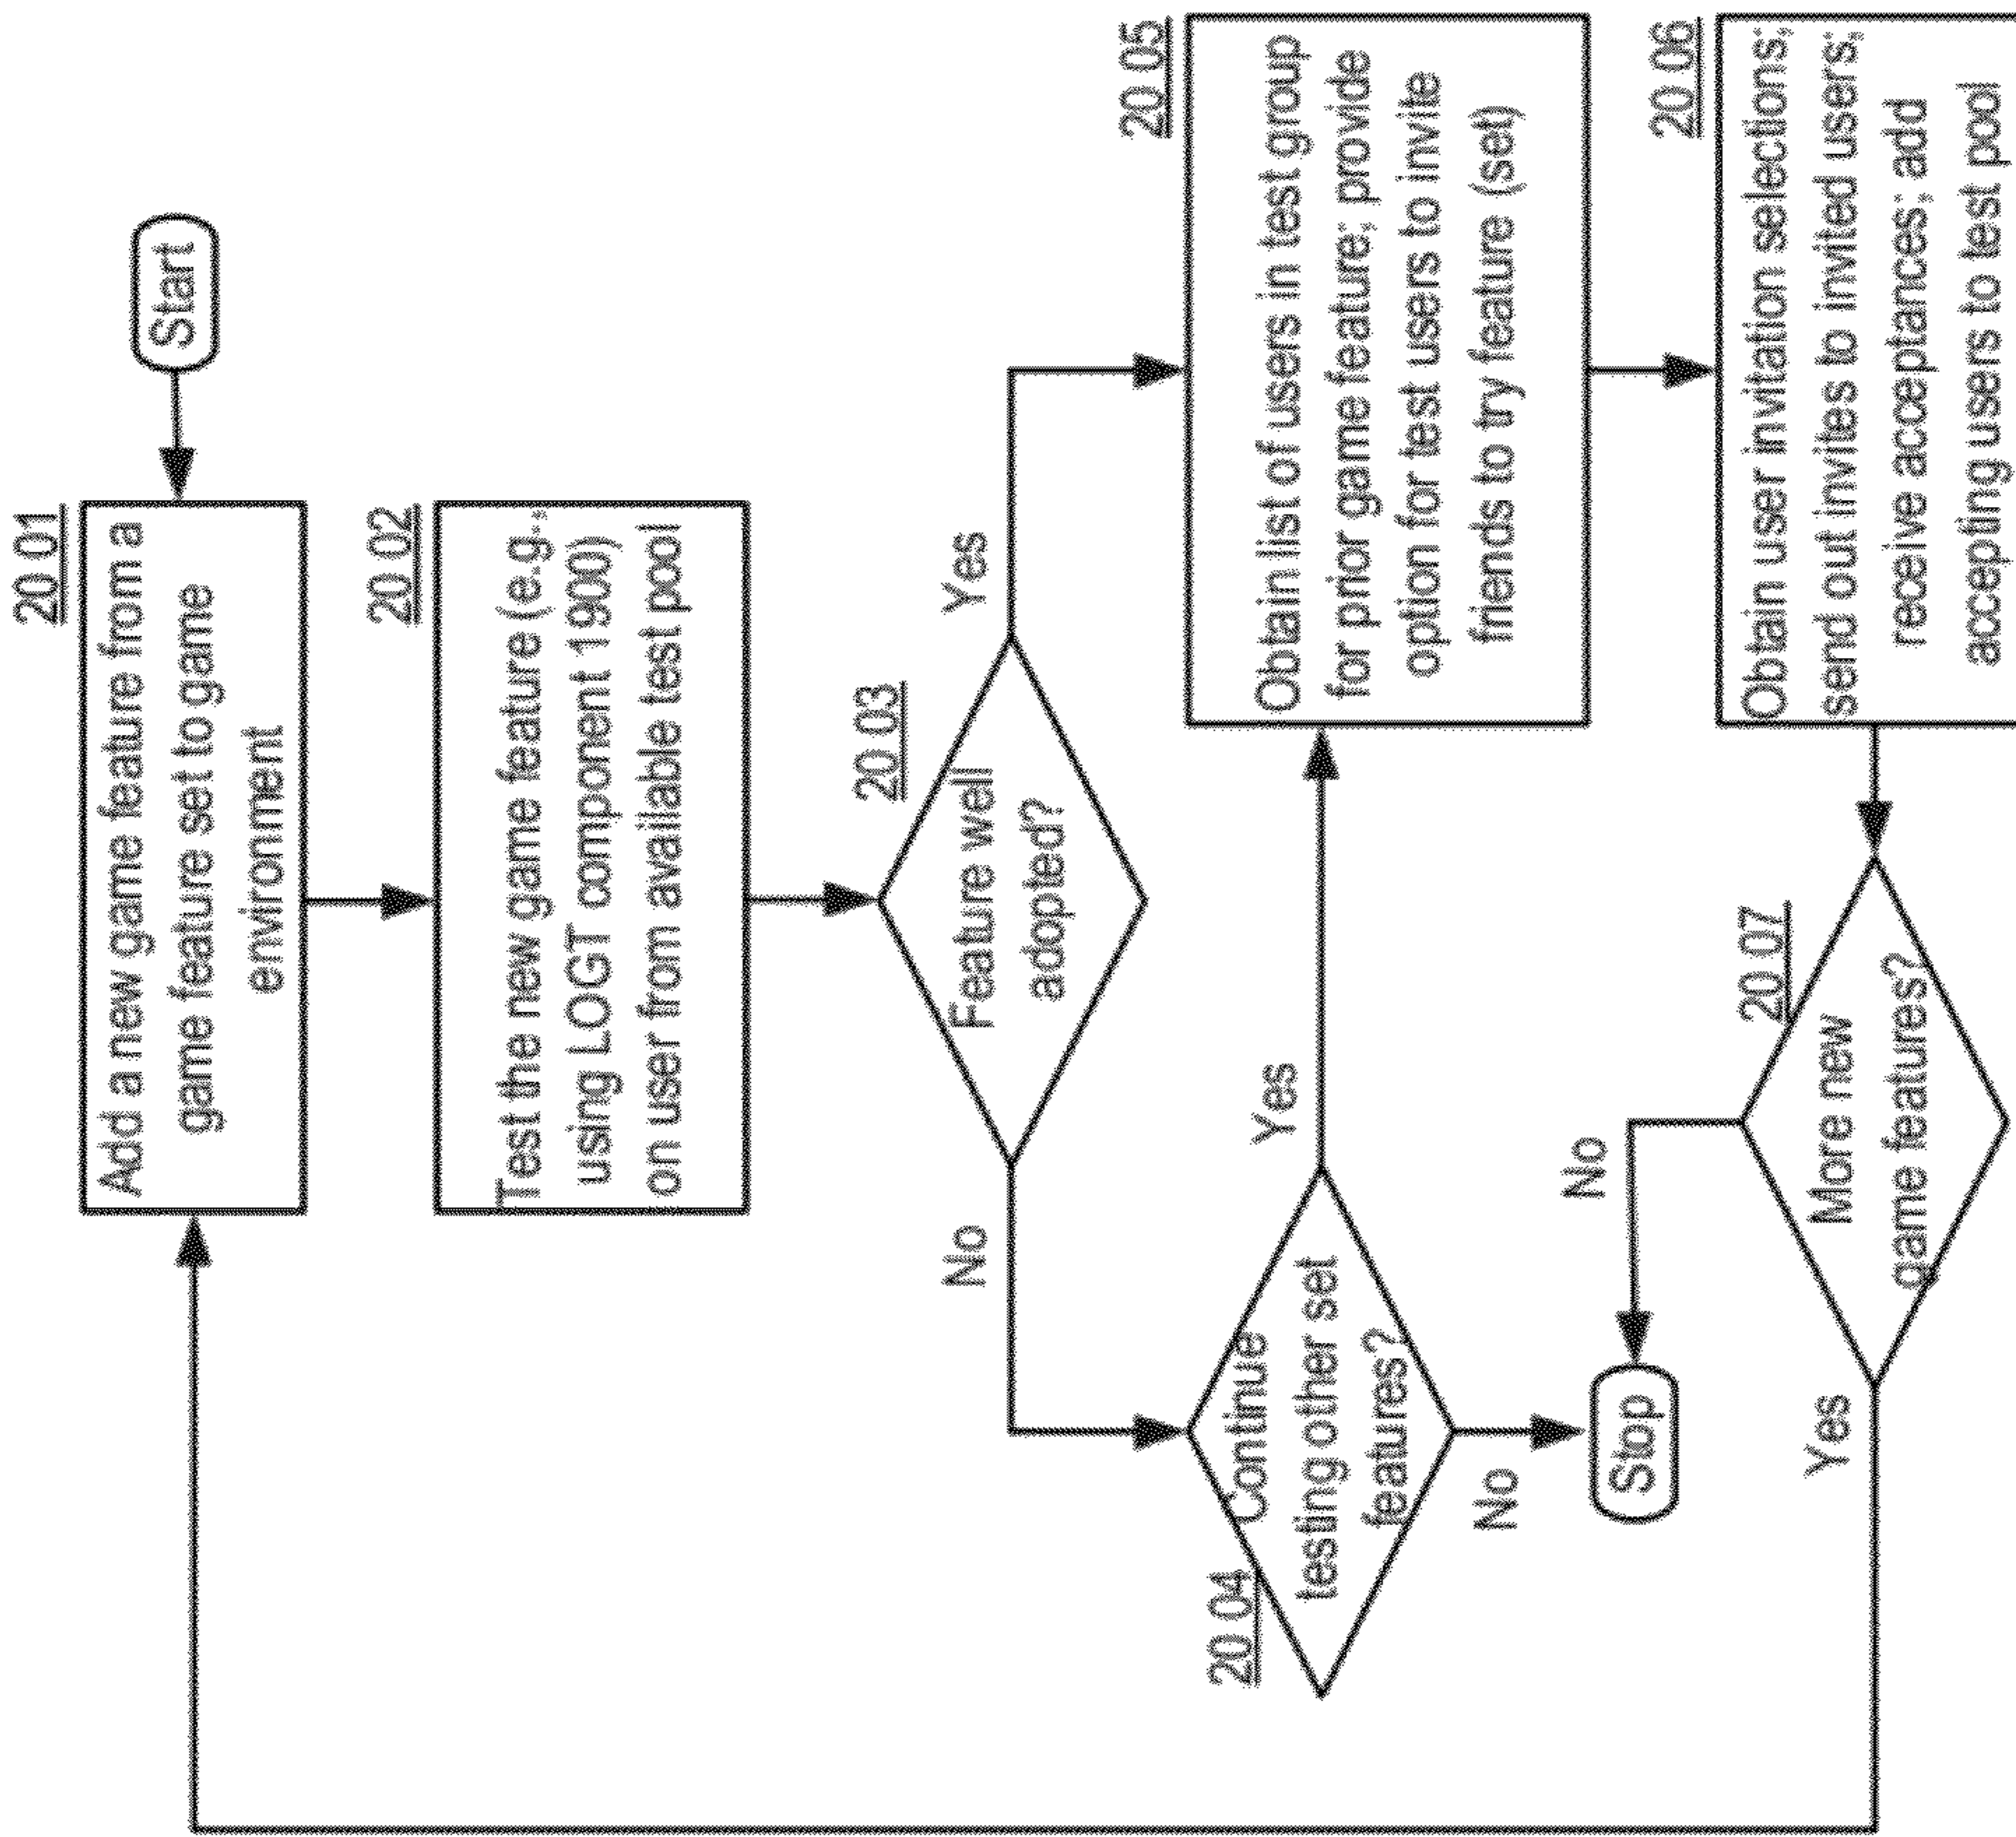 Start
20 01
Add a new game feature from a
game feature set to game
environment
20 02
Test the new game feature (e.g.,
using LOGT component 1900)
on user from available test pool
20 03
Feature well
adopted?
Yes
No
20 04
Continue
testing other set
features?
Yes
No
20 05
Obtain list of users in test group
for prior game feature; provide
option for test users to invite
friends to try feature (set)
20 06
Obtain user invitation selections;
send out invites to invited users;
receive acceptances; add
accepting users to test pool
20 07
More new
game features?
No
Yes
Stop